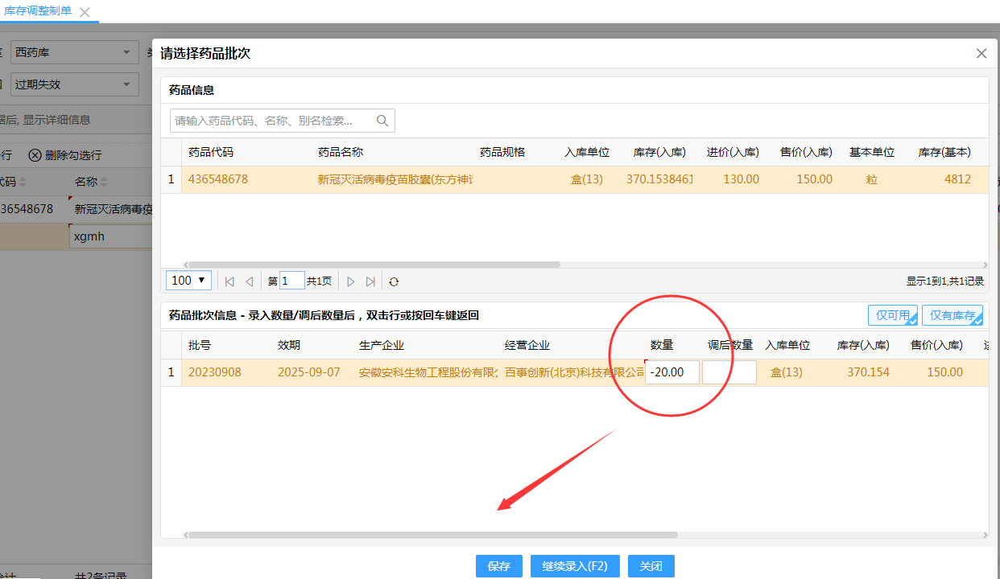 库存调整制单
西药库
请选择药品批次
过期失效
药品信息
据后, 显示详细信息
请输入药品代码、名称、别名检索...
行 删除勾选行
药品代码 药品名称 药品规格 入库单位 库存(入库) 进价(入库) 售价(入库) 基本单位 库存(基本)
代码 名称
1 436548678 新冠灭活病毒疫苗胶囊(东方神 盒(13) 370.1538461 130.00 150.00 粒 4812
36548678 新冠灭活病毒疫
xgmh
100 第 1 共1页 显示1到1,共1记录
药品批次信息 - 录入数量/调后数量后，双击行或按回车键返回 仅可用 仅有库存
批号 效期 生产企业 经营企业 数量 调后数量 入库单位 库存(入库) 售价(入库)
1 20230908 2025-09-07 安徽安科生物工程股份有限公 百事创新(北京)科技有限公司 -20.00 盒(13) 370.154 150.00
保存 继续录入(F2) 关闭
合计 共2条记录